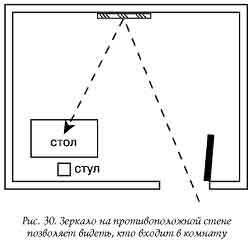 стол
стул
Рис. 30. Зеркало на противоположной стене
позволяет видеть, кто входит в комнату